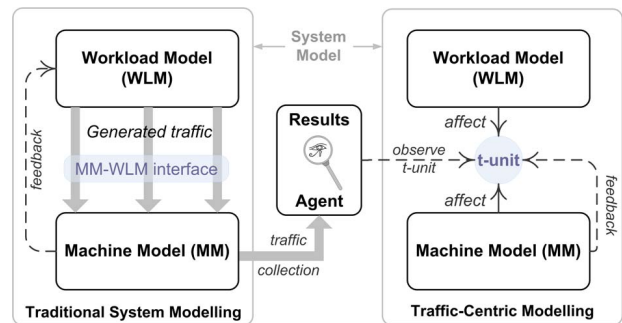 System
Model
Workload Model
(WLM)
feedback
Generated traffic
MM-WLM interface
Machine Model (MM)
traffic
collection
Traditional System Modelling
Results
Agent
observe
t-unit
Workload Model
(WLM)
affect
t-unit
affect
feedback
Machine Model (MM)
Traffic-Centric Modelling